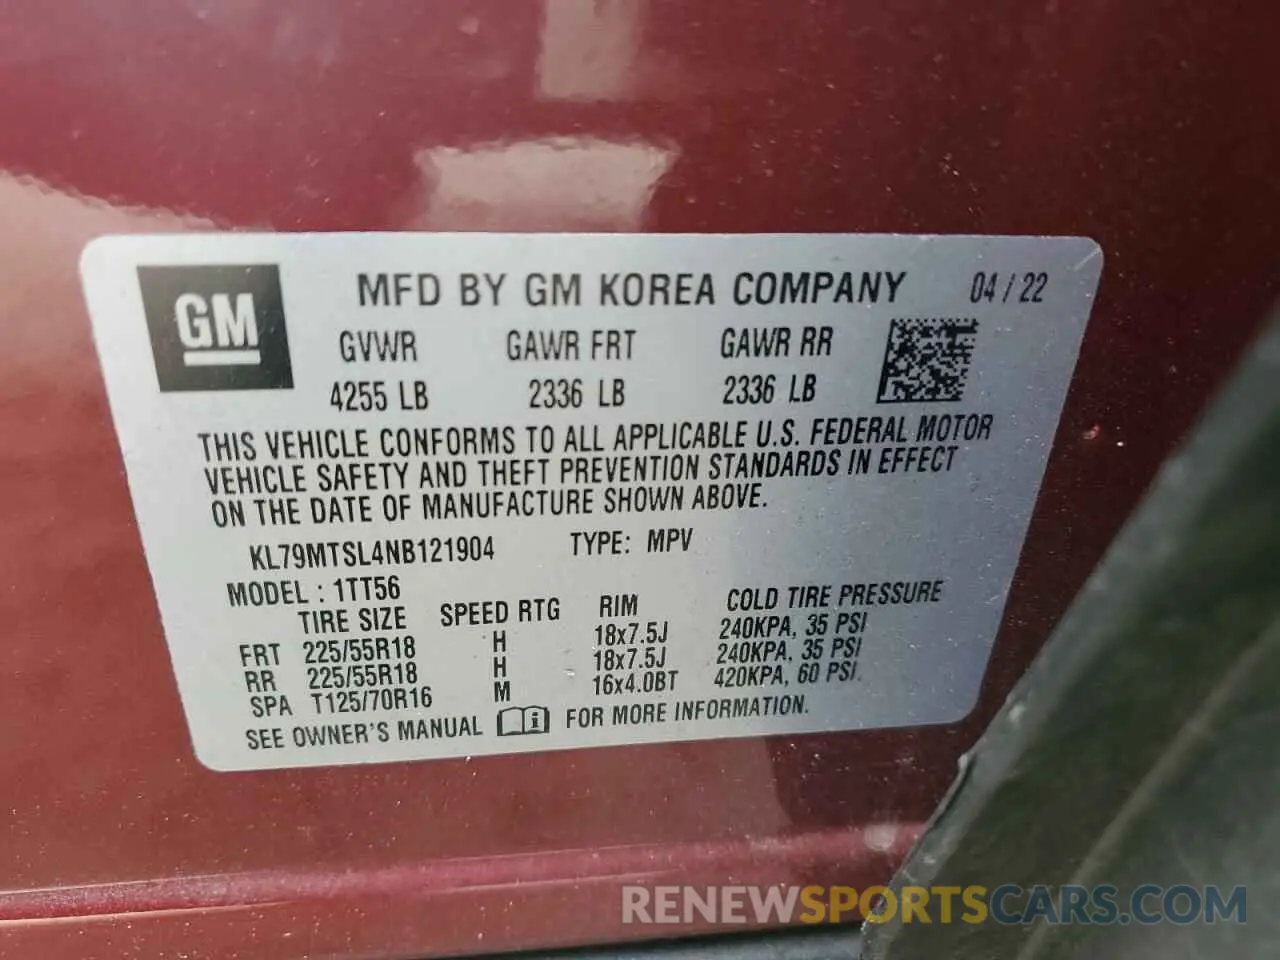 GM
MFD BY GM KOREA COMPANY 04 / 22
GVWR GAWR FRT GAWR RR
4255 LB 2336 LB 2336 LB
THIS VEHICLE CONFORMS TO ALL APPLICABLE U.S. FEDERAL MOTOR
VEHICLE SAFETY AND THEFT PREVENTION STANDARDS IN EFFECT
ON THE DATE OF MANUFACTURE SHOWN ABOVE.
KL79MTSL4NB121904 TYPE: MPV
MODEL : 1TT56
TIRE SIZE SPEED RTG RIM COLD TIRE PRESSURE
FRT 225/55R18 H 18x7.5J 240KPA, 35 PSI
RR 225/55R18 H 18x7.5J 240KPA, 35 PSI
SPA T125/70R16 M 16x4.0BT 420KPA, 60 PSI.
SEE OWNER'S MANUAL i FOR MORE INFORMATION.
RENEWSPORTSCARS.COM